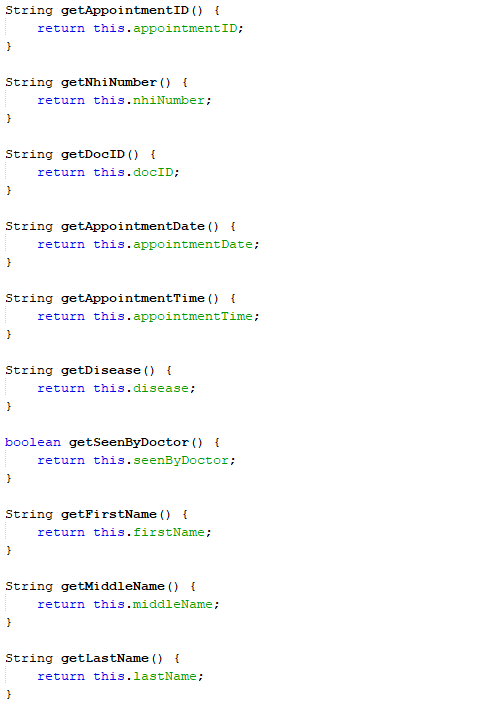 String getAppointmentID() {
    return this.appointmentID;
}

String getNhiNumber() {
    return this.nhiNumber;
}

String getDocID() {
    return this.docID;
}

String getAppointmentDate() {
    return this.appointmentDate;
}

String getAppointmentTime() {
    return this.appointmentTime;
}

String getDisease() {
    return this.disease;
}

boolean getSeenByDoctor() {
    return this.seenByDoctor;
}

String getFirstName() {
    return this.firstName;
}

String getMiddleName() {
    return this.middleName;
}

String getLastName() {
    return this.lastName;
}